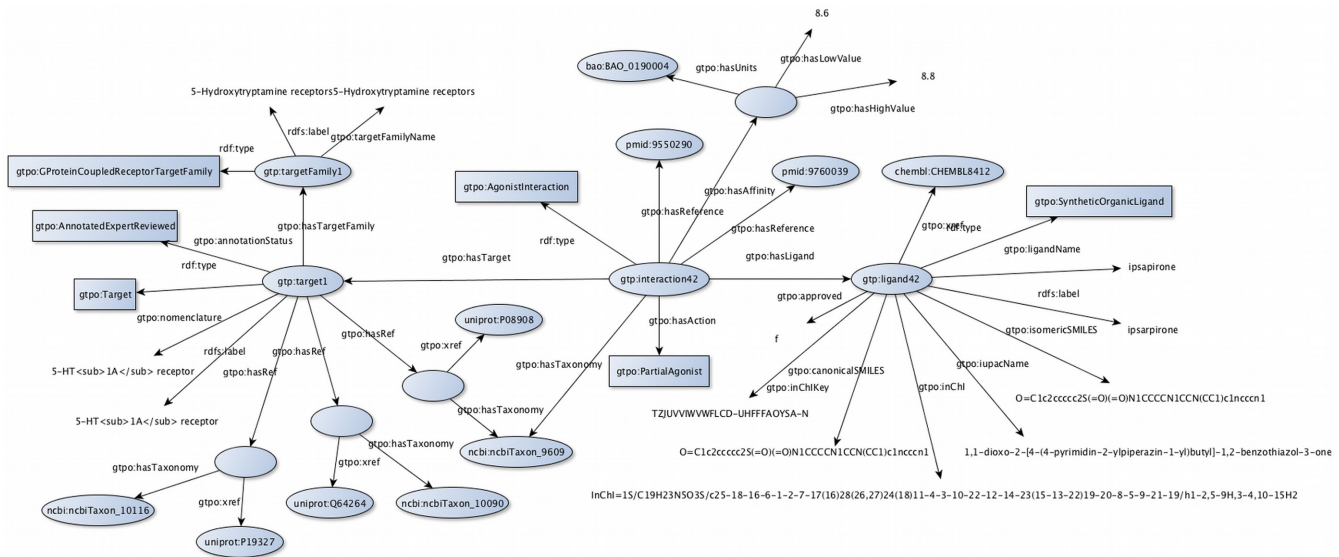 8.6
gtpo:hasLowValue
bao:BAO_0190004
gtpo:hasUnits
8.8
gtpo:hasHighValue
5-Hydroxytryptamine receptors
5-Hydroxytryptamine receptors
rdfs:label
gtpo:targetFamilyName
rdf:type
gtpo:GProteinCoupledReceptorTargetFamily
gtp:targetFamily1
pmid:9550290
pmid:9760039
chembl:CHEMBL8412
gtpo:AgonistInteraction
gtpo:hasAffinity
gtpo:SyntheticOrganicLigand
gtpo:hasReference
gtpo:xref
rdf:type
gtpo:AnnotatedExpertReviewed
gtpo:hasTargetFamily
gtpo:hasReference
gtpo:annotationStatus
rdf:type
gtpo:ligandName
gtpo:hasTarget
gtpo:hasLigand
rdf:type
ipsapirone
gtp:target1
gtp:interaction42
gtp:ligand42
gtpo:Target
gtpo:approved
rdfs:label
gtpo:nomenclature
uniprot:P08908
gtpo:hasAction
ipsarpirone
gtpo:hasRef
gtpo:isomericSMILES
f
gtpo:xref
rdfs:label
gtpo:hasRef
gtpo:hasTaxonomy
gtpo:iupacName
5-HT<sub>1A</sub> receptor
gtpo:hasRef
gtpo:PartialAgonist
gtpo:canonicalSMILES
gtpo:inChIKey
gtpo:inChI
O=C1c2ccccc2S(=O)(=O)N1CCCCN1CCN(CC1)c1ncccn1
gtpo:hasTaxonomy
TZJUVVIWVWFLCD-UHFFFAOYSA-N
5-HT<sub>1A</sub> receptor
gtpo:hasTaxonomy
ncbi:ncbiTaxon_9609
O=C1c2ccccc2S(=O)(=O)N1CCCCN1CCN(CC1)c1ncccn1
1,1-dioxo-2-[4-(4-pyrimidin-2-ylpiperazin-1-yl)butyl]-1,2-benzothiazol-3-one
gtpo:hasTaxonomy
gtpo:xref
InChI=1S/C19H23N5O3S/c25-18-16-6-1-2-7-17(16)28(26,27)24(18)11-4-3-10-22-12-14-23(15-13-22)19-20-8-5-9-21-19/h1-2,5-9H,3-4,10-15H2
gtpo:xref
ncbi:ncbiTaxon_10116
uniprot:Q64264
ncbi:ncbiTaxon_10090
uniprot:P19327